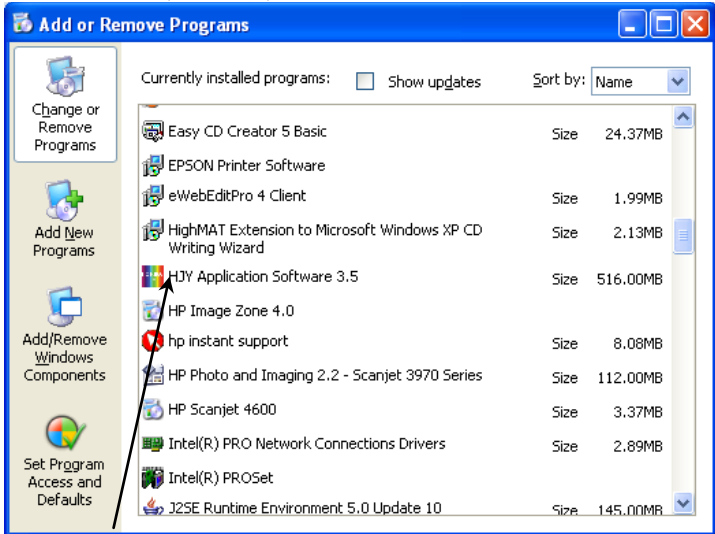 Add or Remove Programs
Change or
Remove
Programs
Add New
Programs
Add/Remove
Windows
Components
Set Program
Access and
Defaults
Currently installed programs: Show updates Sort by: Name
Easy CD Creator 5 Basic Size 24.37MB
EPSON Printer Software
eWebEditPro 4 Client Size 1.99MB
HighMAT Extension to Microsoft Windows XP CD Size 2.13MB
Writing Wizard
HJY Application Software 3.5 Size 516.00MB
HP Image Zone 4.0
hp instant support Size 8.08MB
HP Photo and Imaging 2.2 - Scanjet 3970 Series Size 112.00MB
HP Scanjet 4600 Size 3.37MB
Intel(R) PRO Network Connections Drivers Size 2.89MB
Intel(R) PROSet
J2SE Runtime Environment 5.0 Update 10 Size 145.00MB